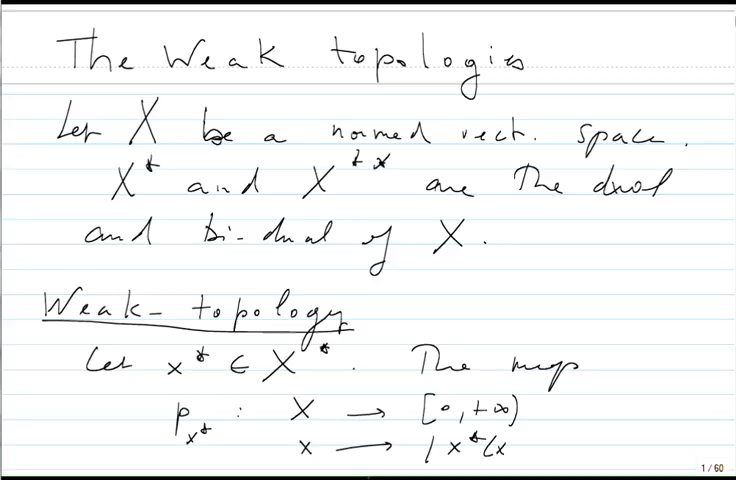 The Weak topologies
Let X be a normed vect. space.
X* and X** are the dual
and bi-dual of X.
Weak-topology
Let x* ∈ X*. The map
p_x* : X → [0, +∞)
x → |x*(x
1/60